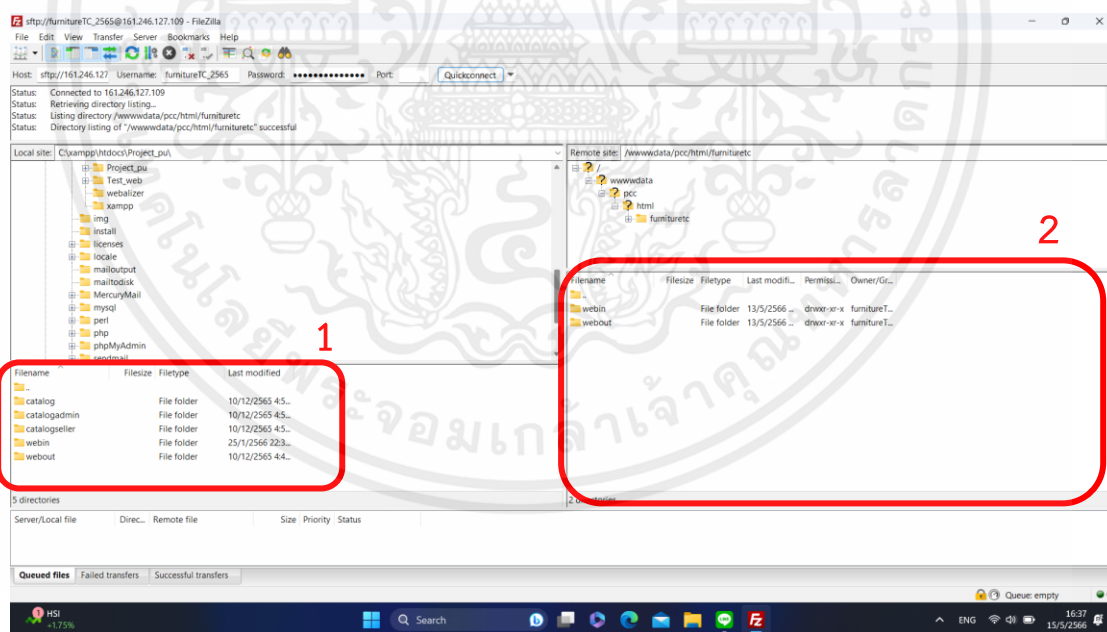 sftp://furnitureTC_2565@161.246.127.109 - FileZilla
File Edit View Transfer Server Bookmarks Help
Host: sftp://161.246.127 Username: furnitureTC_2565 Password: •••••••••••••• Port: Quickconnect
Status: Connected to 161.246.127.109
Status: Retrieving directory listing...
Status: Listing directory /wwwwdata/pcc/html/furnituretc
Status: Directory listing of "/wwwwdata/pcc/html/furnituretc" successful
Local site: C:\xampp\htdocs\Project_pu\
Project_pu
Test_web
webalizer
xampp
img
install
licenses
locale
mailoutput
mailtodisk
MercuryMail
mysql
perl
php
phpMyAdmin
sendmail
1
Filename Filesize Filetype Last modified
..
catalog File folder 10/12/2565 4:5...
catalogadmin File folder 10/12/2565 4:5...
catalogseller File folder 10/12/2565 4:5...
webin File folder 25/1/2566 22:3...
webout File folder 10/12/2565 4:4...
5 directories
Remote site: /wwwwdata/pcc/html/furnituretc
/
wwwwdata
pcc
html
furnituretc
2
Filename Filesize Filetype Last modifi... Permissi... Owner/Gr...
..
webin File folder 13/5/2566 ... drwxr-xr-x furnitureT...
webout File folder 13/5/2566 ... drwxr-xr-x furnitureT...
2 directories
Server/Local file Direc... Remote file Size Priority Status
Queued files Failed transfers Successful transfers
Queue: empty
1 HSI
+1.75%
Search
ENG
16:37
15/5/2566